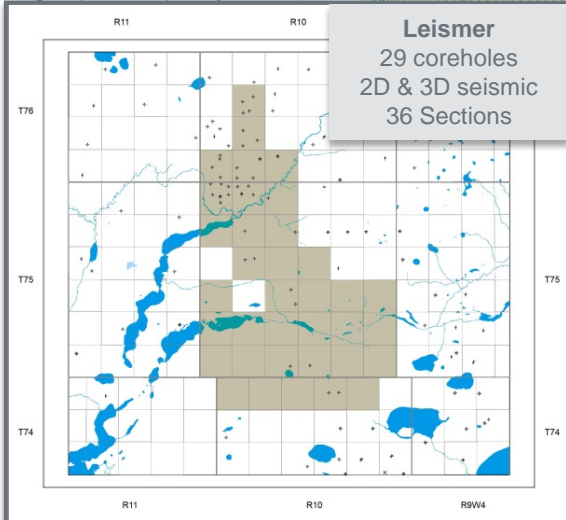 R11
R10
Leismer
29 coreholes
2D & 3D seismic
36 Sections
T76
T75
T75
T74
T74
R11
R10
R9W4